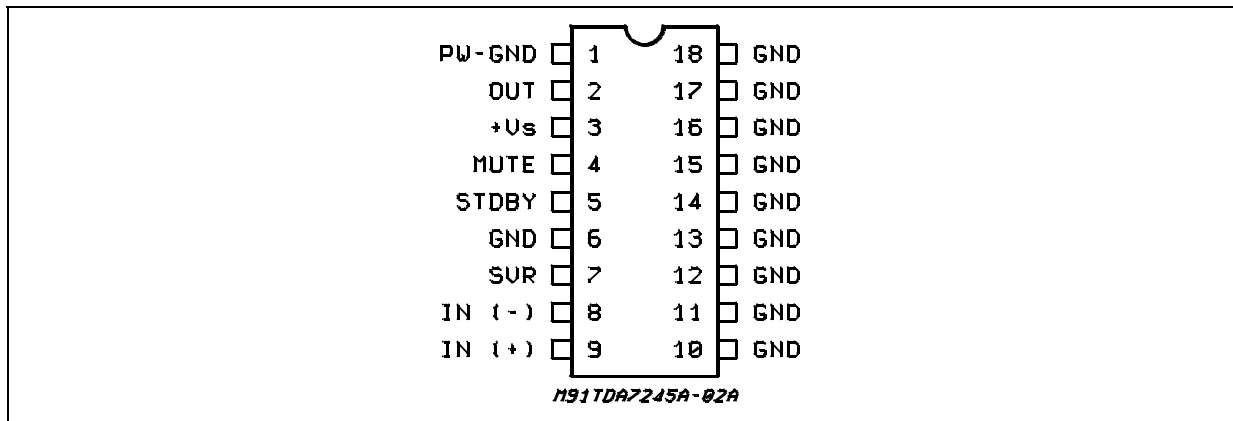 PW-GND 1 18 GND
OUT 2 17 GND
+Vs 3 16 GND
MUTE 4 15 GND
STDBY 5 14 GND
GND 6 13 GND
SVR 7 12 GND
IN (-) 8 11 GND
IN (+) 9 10 GND
M91TDA7245A-02A